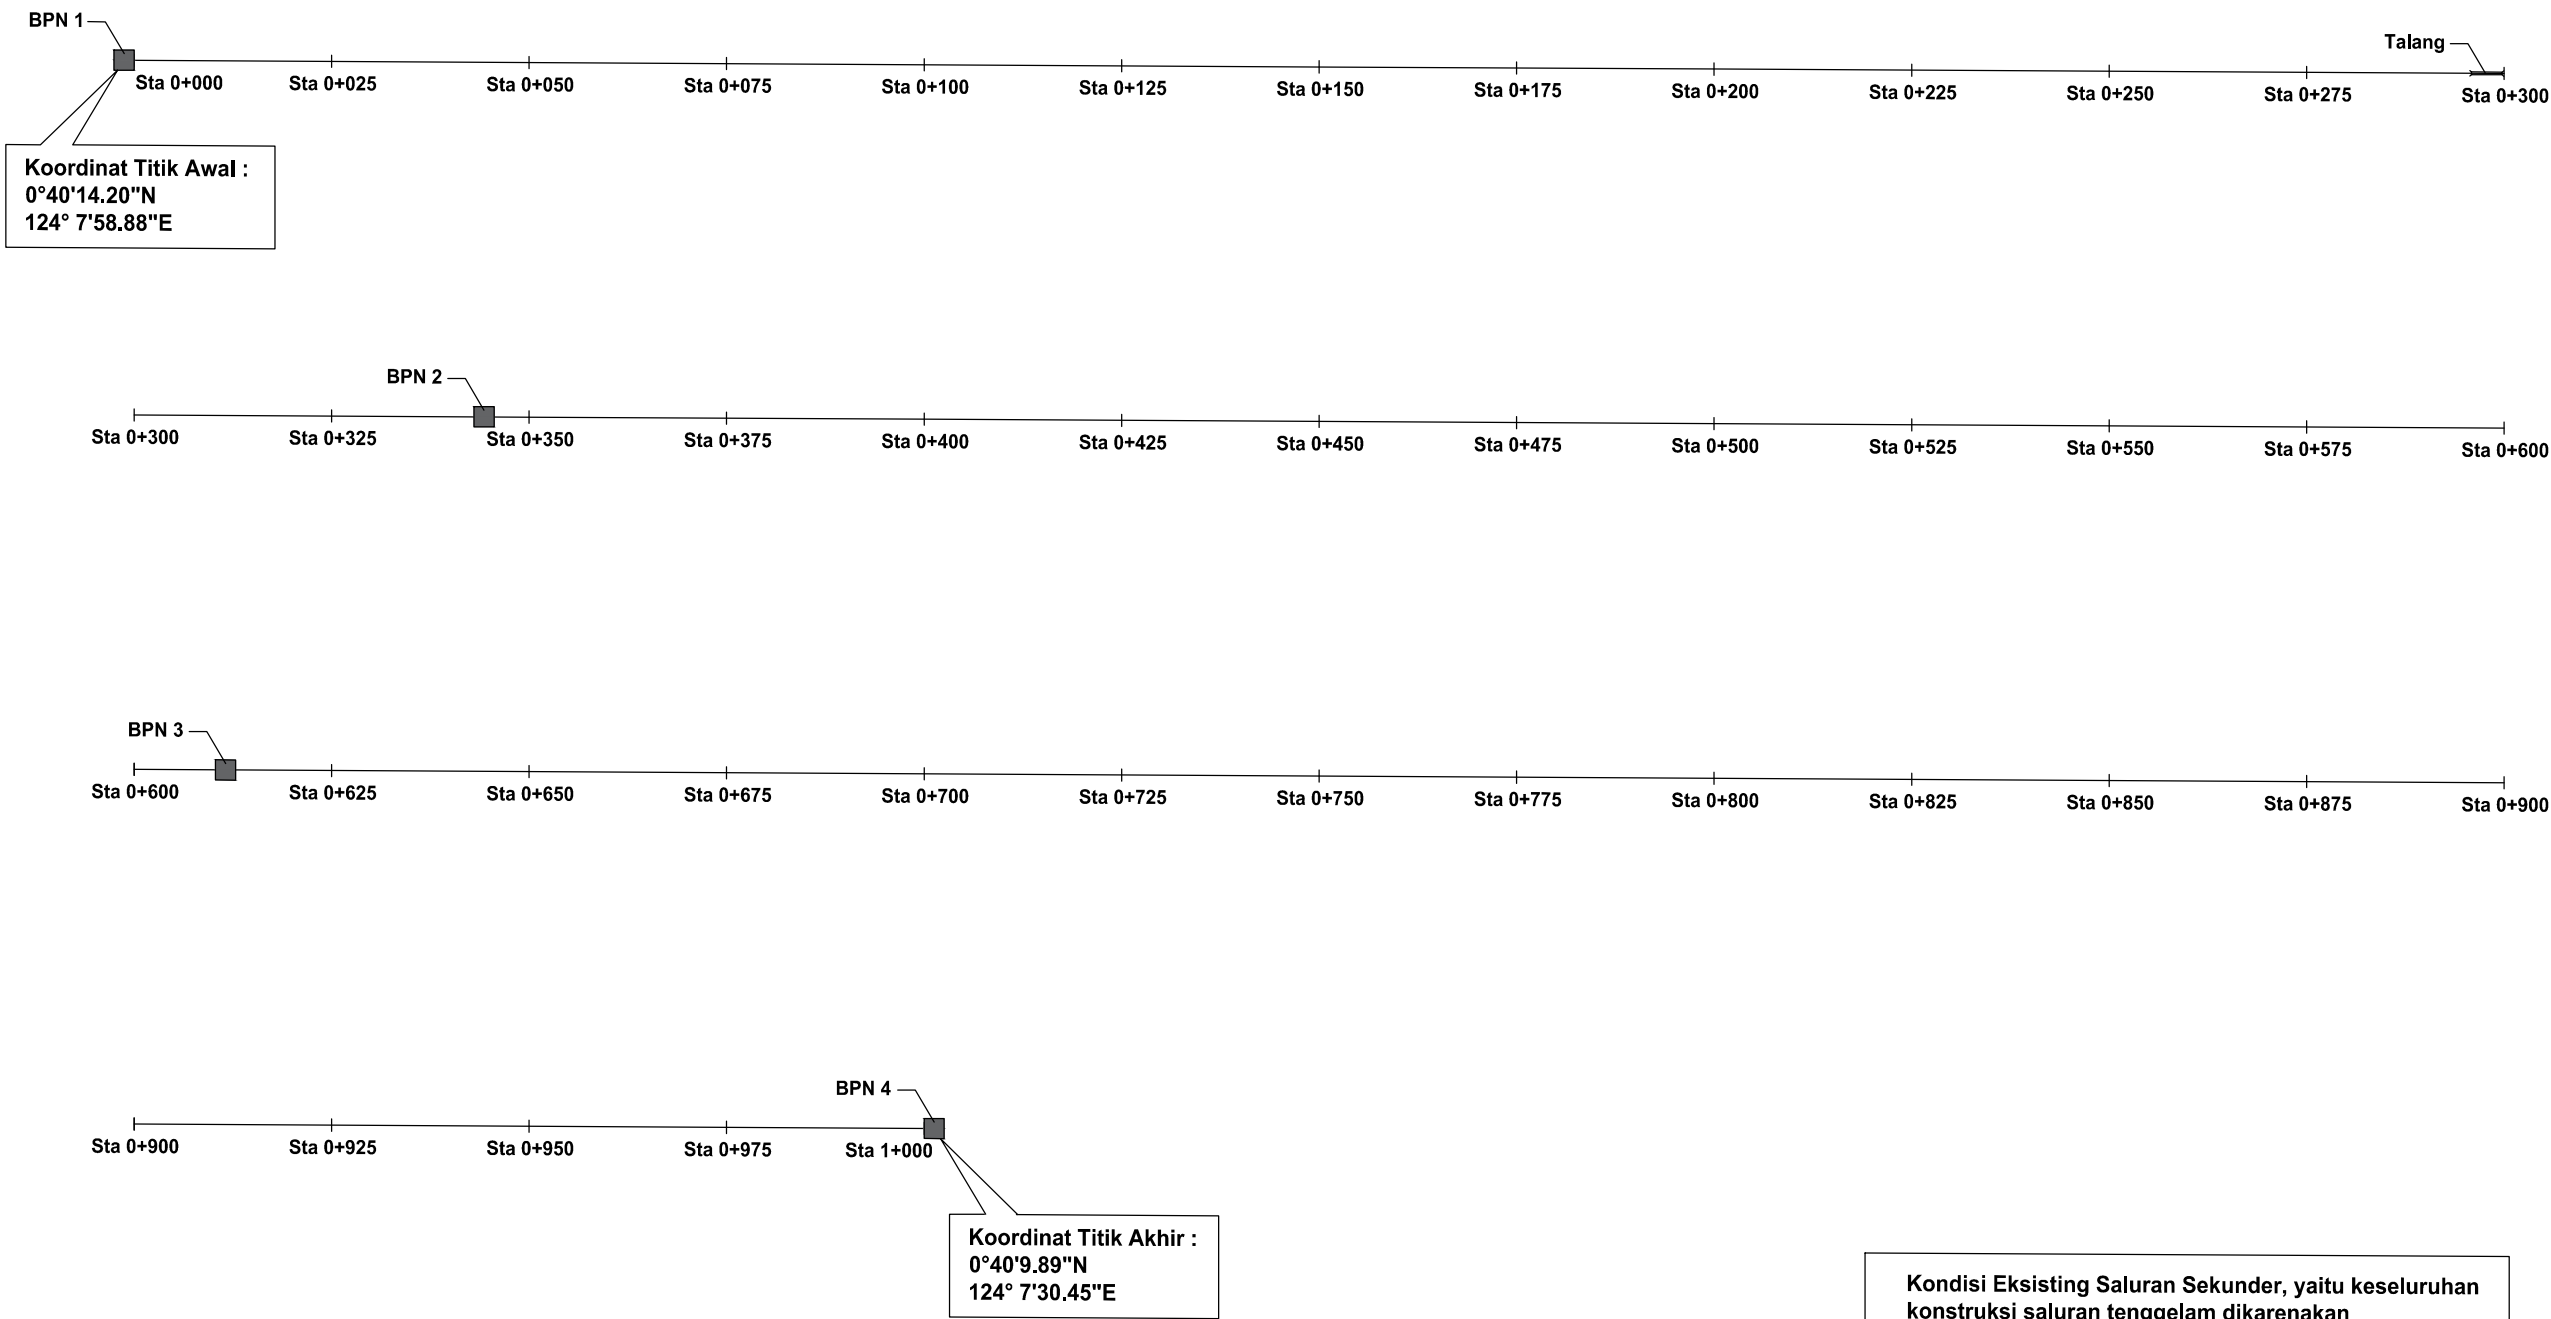 BPN 1
Talang
Sta 0+000 Sta 0+025 Sta 0+050 Sta 0+075 Sta 0+100 Sta 0+125 Sta 0+150 Sta 0+175 Sta 0+200 Sta 0+225 Sta 0+250 Sta 0+275 Sta 0+300
Koordinat Titik Awal :
0°40'14.20"N
124° 7'58.88"E
BPN 2
Sta 0+300 Sta 0+325 Sta 0+350 Sta 0+375 Sta 0+400 Sta 0+425 Sta 0+450 Sta 0+475 Sta 0+500 Sta 0+525 Sta 0+550 Sta 0+575 Sta 0+600
BPN 3
Sta 0+600 Sta 0+625 Sta 0+650 Sta 0+675 Sta 0+700 Sta 0+725 Sta 0+750 Sta 0+775 Sta 0+800 Sta 0+825 Sta 0+850 Sta 0+875 Sta 0+900
BPN 4
Sta 0+900 Sta 0+925 Sta 0+950 Sta 0+975 Sta 1+000
Koordinat Titik Akhir :
0°40'9.89"N
124° 7'30.45"E
Kondisi Eksisting Saluran Sekunder, yaitu keseluruhan
konstruksi saluran tenggelam dikarenakan